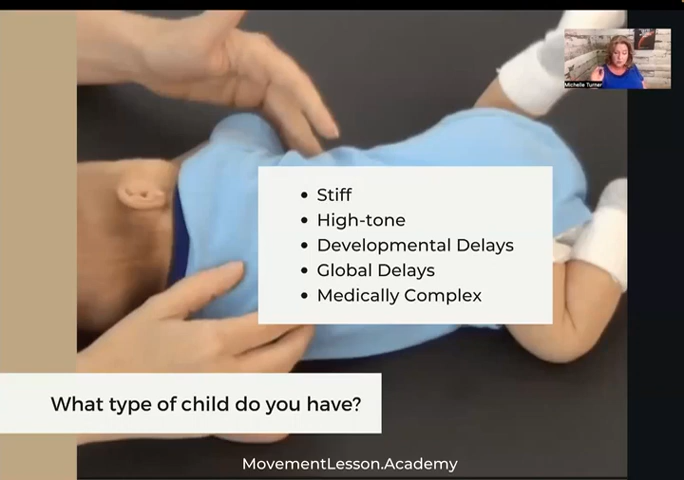 Michelle Turner
Stiff
High-tone
Developmental Delays
Global Delays
Medically Complex
What type of child do you have?
MovementLesson.Academy